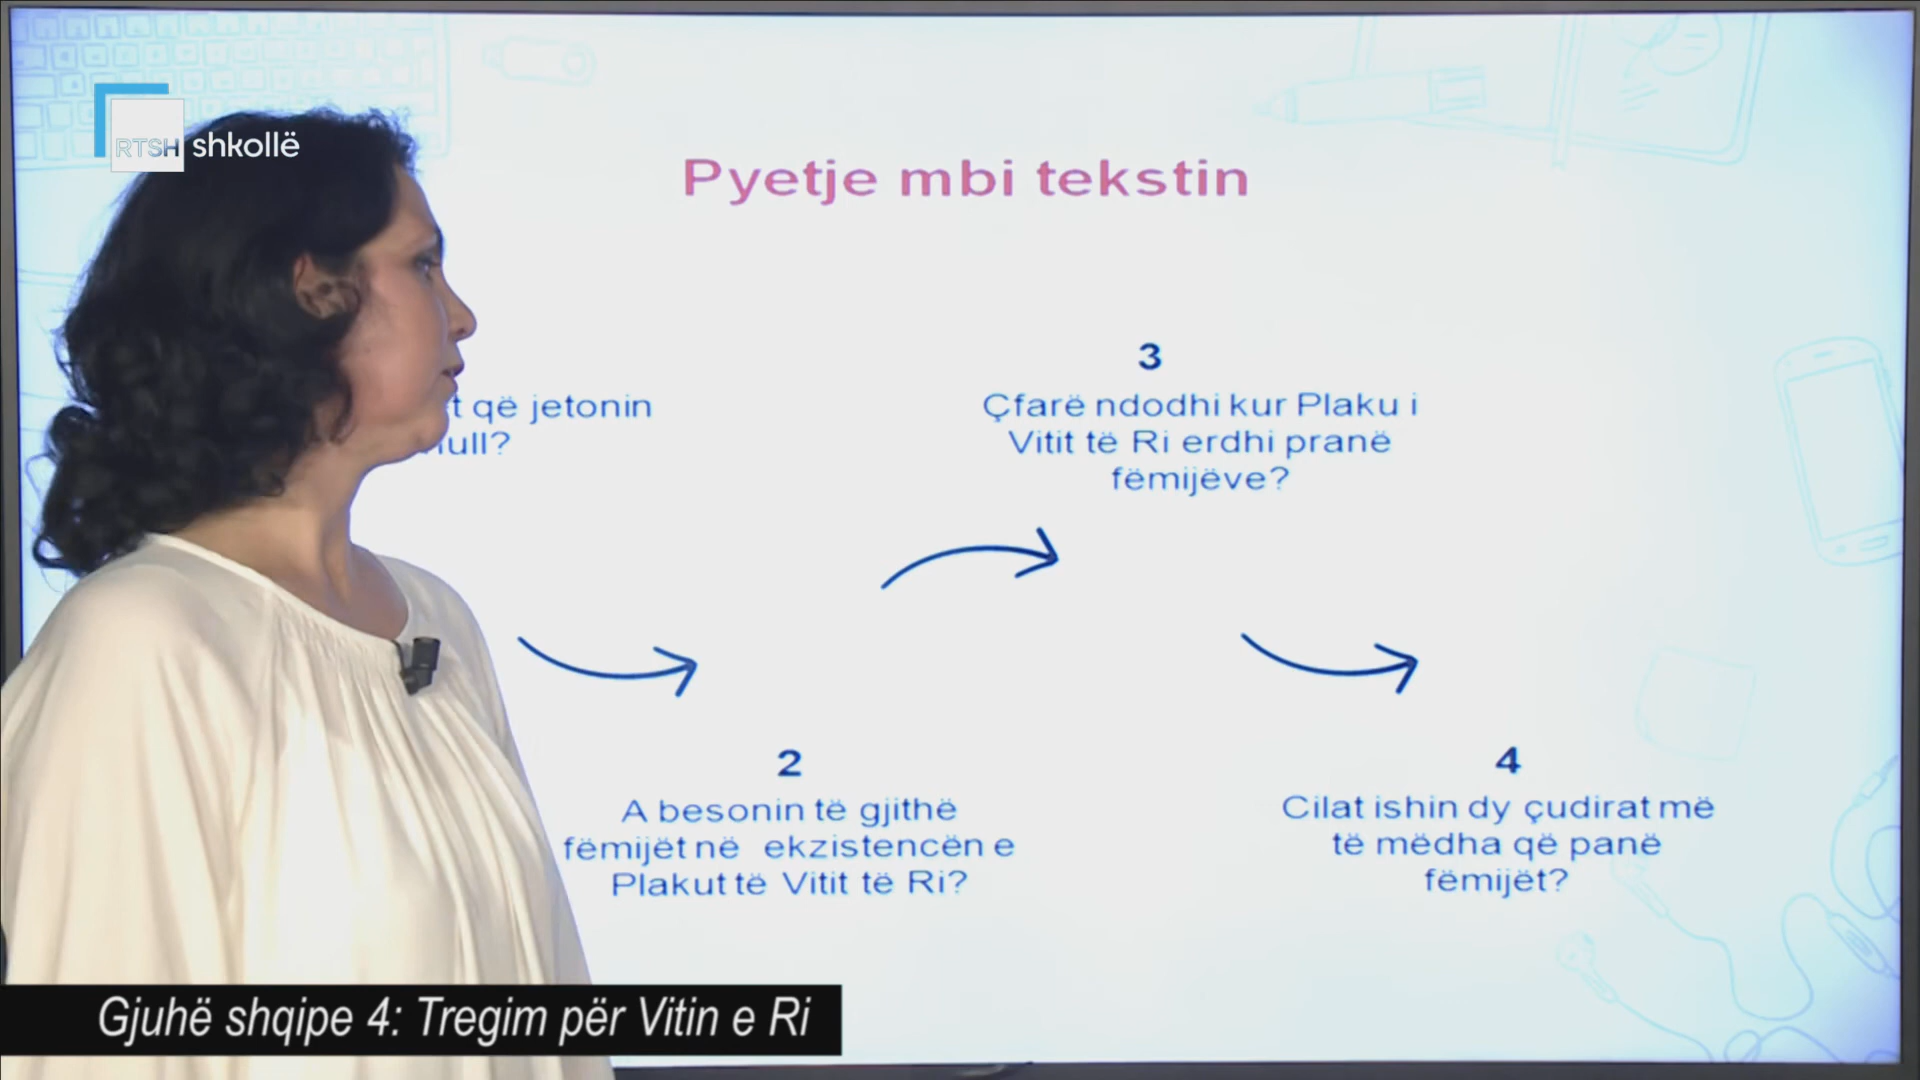 RTSH shkollë
Pyetje mbi tekstin
që jetonin
3
Çfarë ndodhi kur Plaku i
Vitit të Ri erdhi pranë
fëmijëve?
2
A besonin të gjithë
fëmijët në ekzistencën e
Plakut të Vitit të Ri?
4
Cilat ishin dy çudirat më
të mëdha që panë
fëmijët?
Gjuhë shqipe 4: Tregim për Vitin e Ri